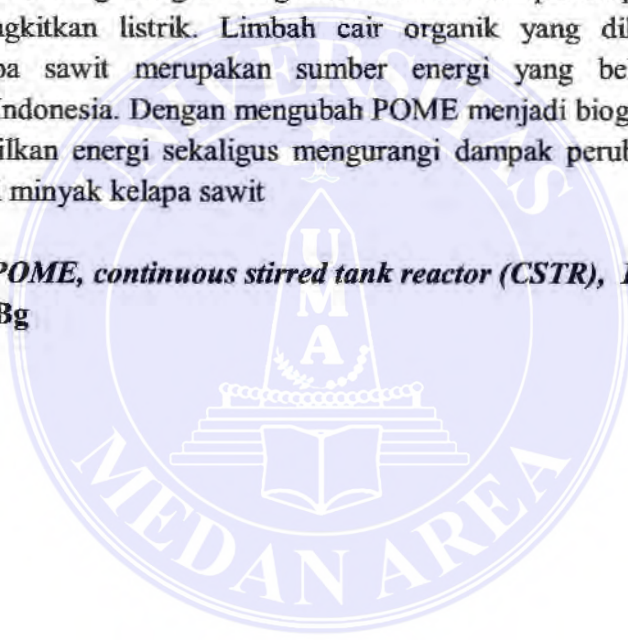 ngkitkan listrik. Limbah cair organik yang dil
pa sawit merupakan sumber energi yang be
Indonesia. Dengan mengubah POME menjadi biog
ilkan energi sekaligus mengurangi dampak perub
minyak kelapa sawit
POME, continuous stirred tank reactor (CSTR),
Bg
UNIVERSITAS
UMA
MEDAN AREA